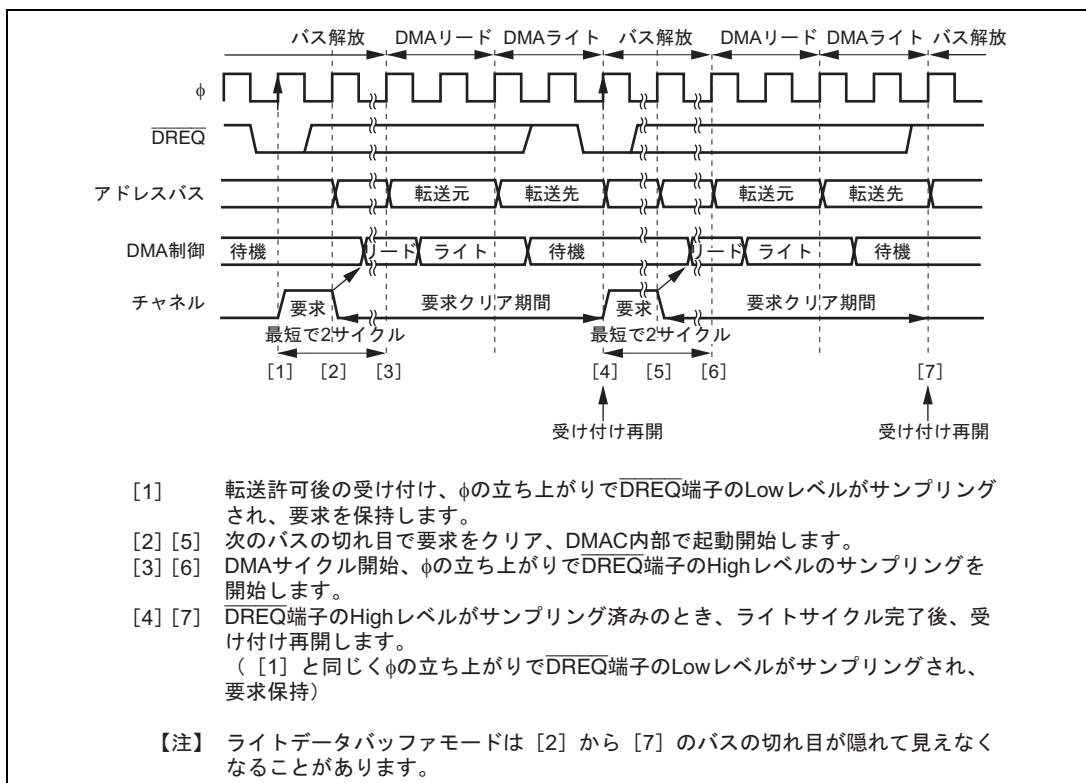 バス解放 DMAリード DMAライト バス解放 DMAリード DMAライト バス解放
φ
DREQ
アドレスバス 転送元 転送先 転送元 転送先
DMA制御 待機 リード ライト 待機 リード ライト 待機
チャネル 要求 要求クリア期間 要求 要求クリア期間
最短で2サイクル 最短で2サイクル
[1] [2] [3] [4] [5] [6] [7]
受け付け再開 受け付け再開
[1] 転送許可後の受け付け、φの立ち上がりでDREQ端子のLowレベルがサンプリング
され、要求を保持します。
[2] [5] 次のバスの切れ目で要求をクリア、DMAC内部で起動開始します。
[3] [6] DMAサイクル開始、φの立ち上がりでDREQ端子のHighレベルのサンプリングを
開始します。
[4] [7] DREQ端子のHighレベルがサンプリング済みのとき、ライトサイクル完了後、受
け付け再開します。
([1]と同じくφの立ち上がりでDREQ端子のLowレベルがサンプリングされ、
要求保持)
【注】 ライトデータバッファモードは[2]から[7]のバスの切れ目が隠れて見えなく
なることがあります。